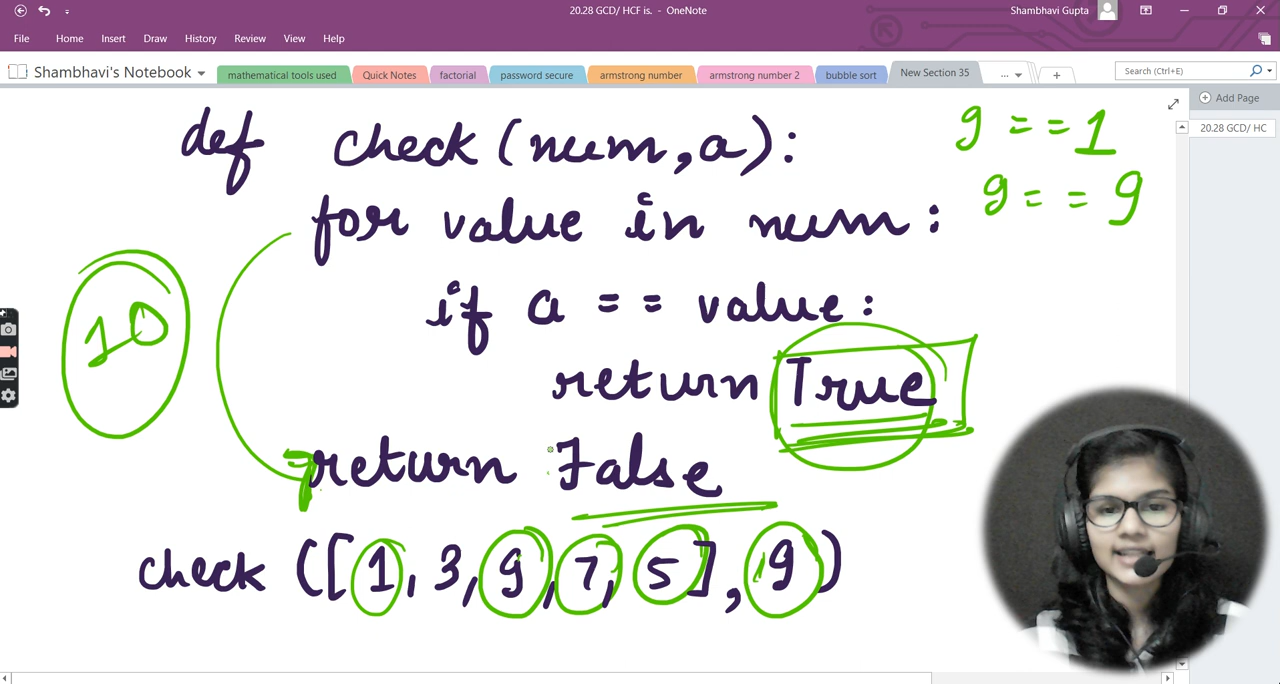 20.28 GCD/ HCF is. - OneNote
Shambhavi Gupta
File Home Insert Draw History Review View Help
Shambhavi's Notebook
mathematical tools used
Quick Notes
factorial
password secure
armstrong number
armstrong number 2
bubble sort
New Section 35
...
+
Search (Ctrl+E)
Add Page
20.28 GCD/ HC
def check (num, a):
9 == 1
for value in num:
9 == 9
10
if a == value:
return True
return False
check ([1, 3, 9, 7, 5], 9)